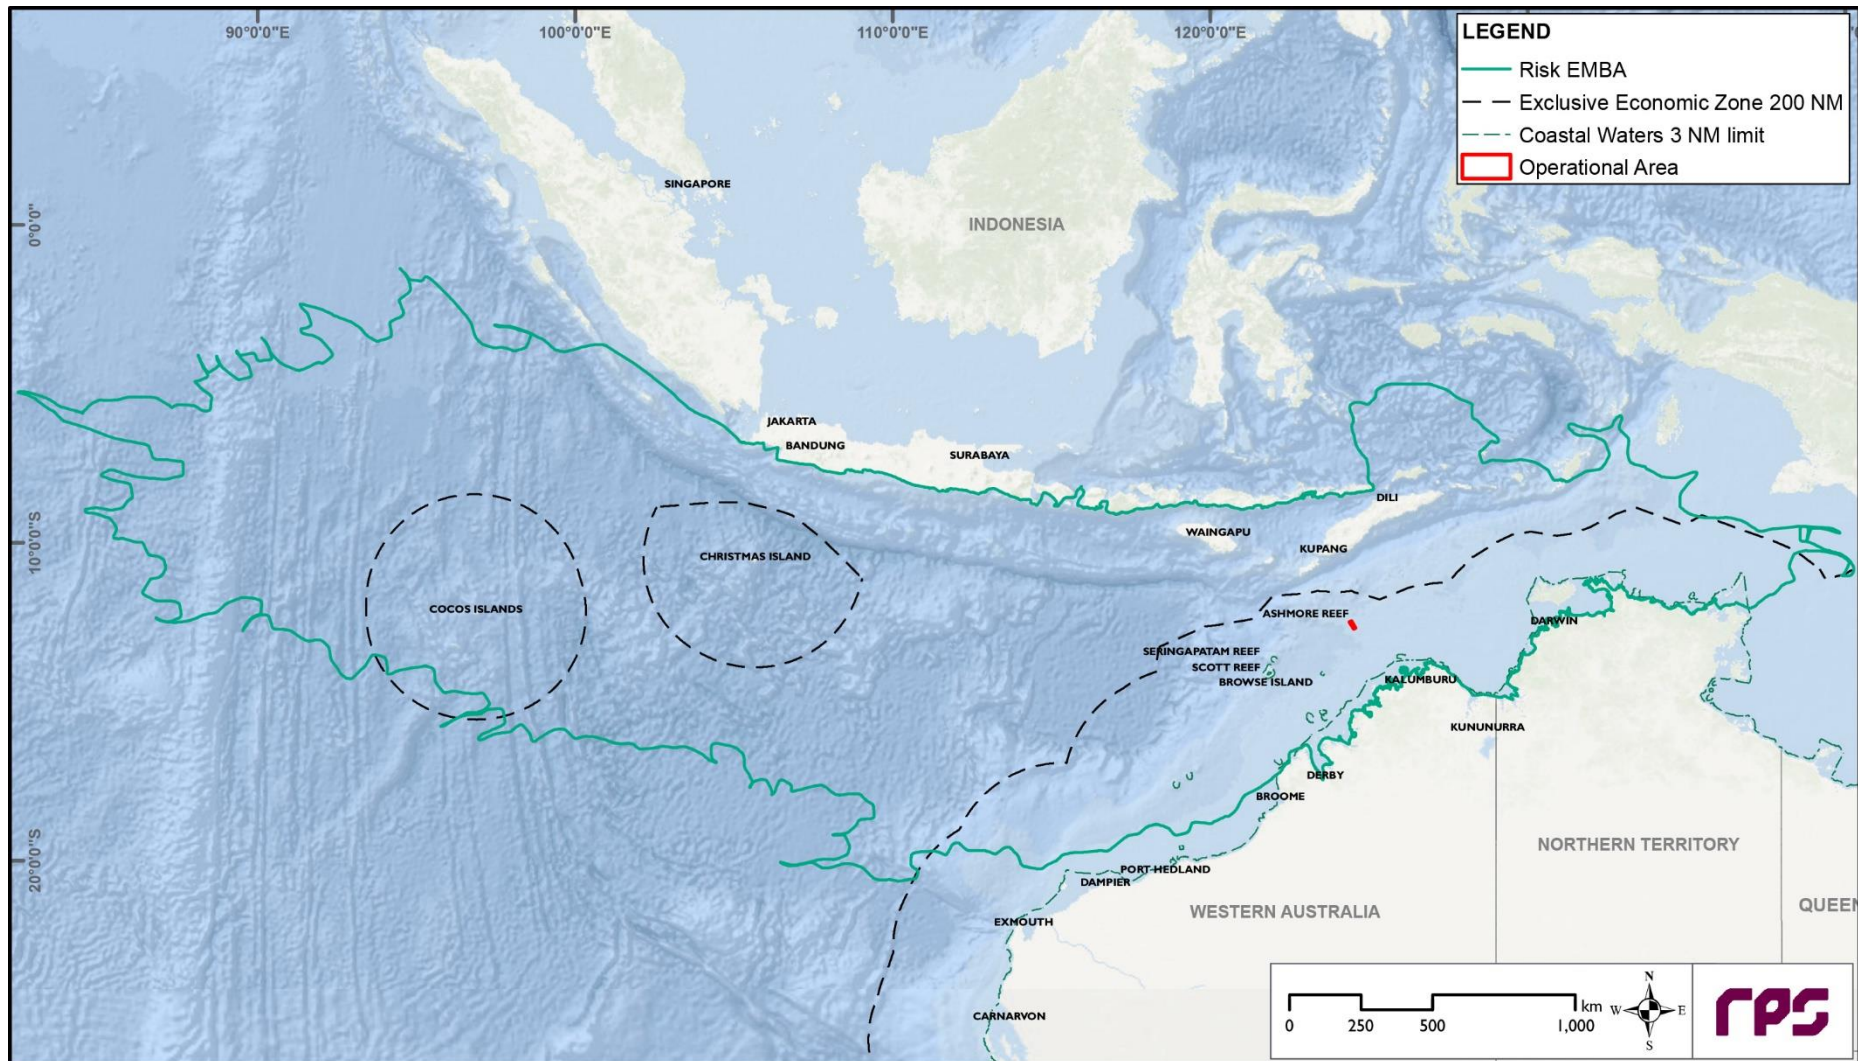 90°0'0"E
100°0'0"E
110°0'0"E
120°0'0"E
LEGEND
Risk EMBA
Exclusive Economic Zone 200 NM
Coastal Waters 3 NM limit
Operational Area
SINGAPORE
0°0'0"
INDONESIA
JAKARTA
BANDUNG
SURABAYA
DILI
WAINGAPU
KUPANG
10°0'0"S
CHRISTMAS ISLAND
COCOS ISLANDS
ASHMORE REEF
DARWIN
SERINGAPATAM REEF
SCOTT REEF
BROWSE ISLAND
KALUMBURU
KUNUNURRA
DERBY
BROOME
NORTHERN TERRITORY
20°0'0"S
PORT HEDLAND
DAMPIER
WESTERN AUSTRALIA
QUEEN
EXMOUTH
CARNARVON
0 250 500 1,000 km
N
W E
S
rps